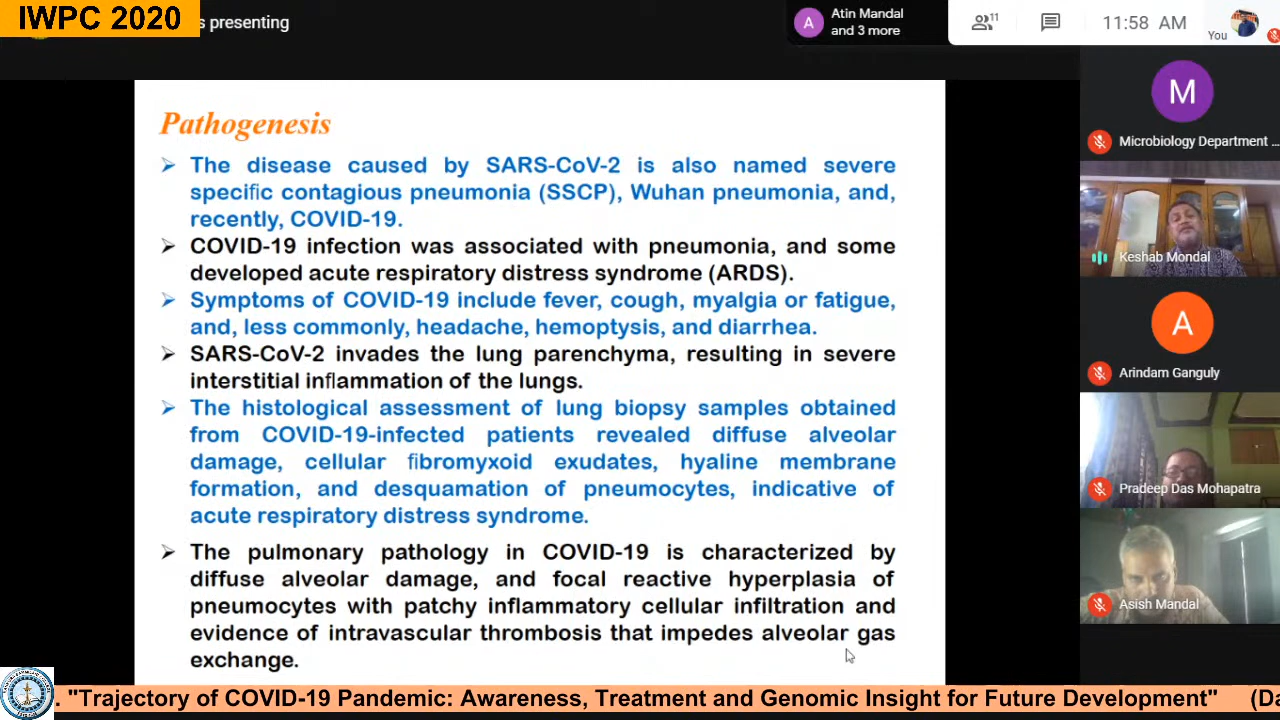 IWPC 2020
s presenting
A
Atin Mandal
and 3 more
11
11:58 AM
You
M
Microbiology Department ...
Keshab Mondal
A
Arindam Ganguly
Pradeep Das Mohapatra
Asish Mandal
Pathogenesis
The disease caused by SARS-CoV-2 is also named severe
specific contagious pneumonia (SSCP), Wuhan pneumonia, and,
recently, COVID-19.
COVID-19 infection was associated with pneumonia, and some
developed acute respiratory distress syndrome (ARDS).
Symptoms of COVID-19 include fever, cough, myalgia or fatigue,
and, less commonly, headache, hemoptysis, and diarrhea.
SARS-CoV-2 invades the lung parenchyma, resulting in severe
interstitial inflammation of the lungs.
The histological assessment of lung biopsy samples obtained
from COVID-19-infected patients revealed diffuse alveolar
damage, cellular fibromyxoid exudates, hyaline membrane
formation, and desquamation of pneumocytes, indicative of
acute respiratory distress syndrome.
The pulmonary pathology in COVID-19 is characterized by
diffuse alveolar damage, and focal reactive hyperplasia of
pneumocytes with patchy inflammatory cellular infiltration and
evidence of intravascular thrombosis that impedes alveolar gas
exchange.
. "Trajectory of COVID-19 Pandemic: Awareness, Treatment and Genomic Insight for Future Development" (Da